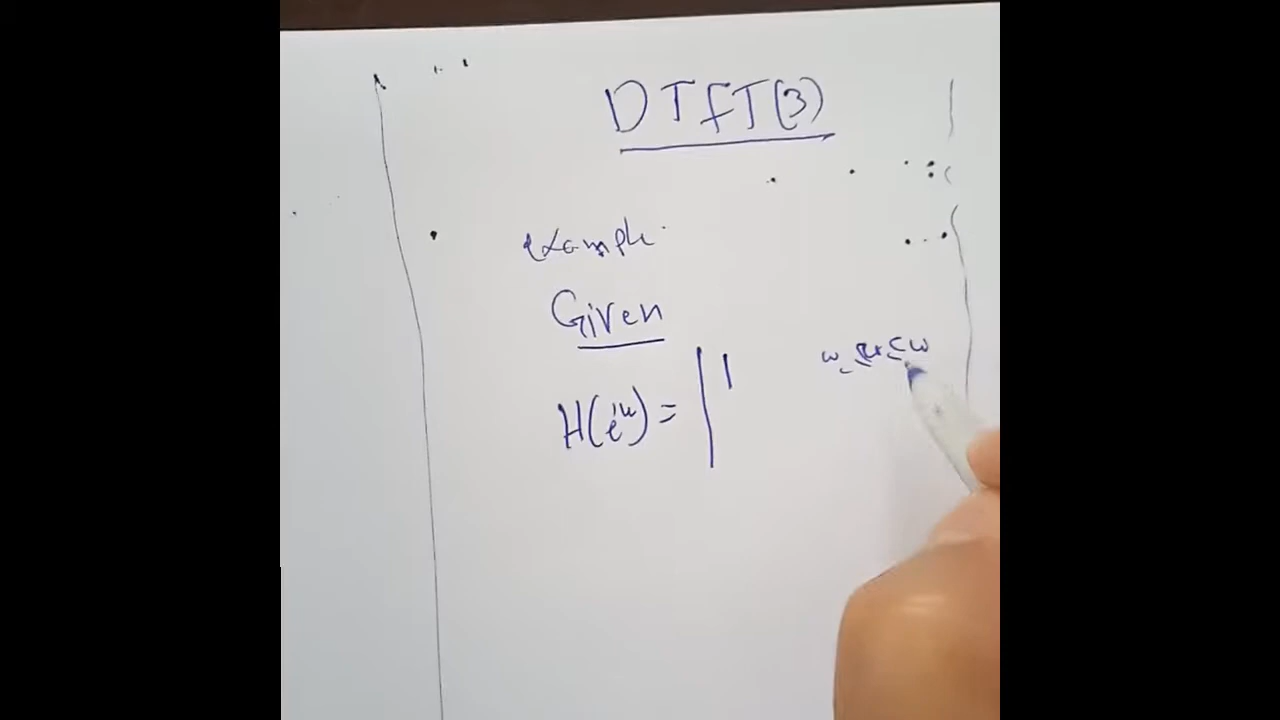 DTFT(3)
example
Given
H(e^jω) = | 1